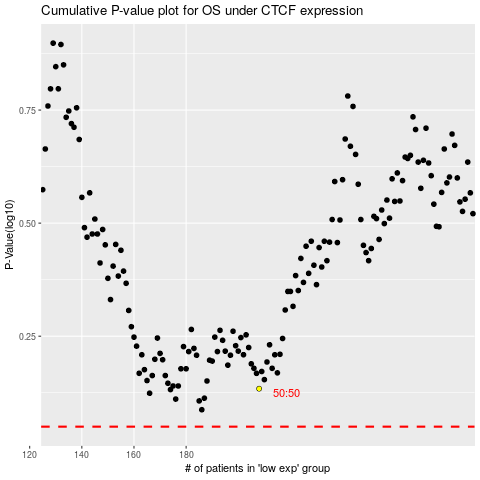 Cumulative P-value plot for OS under CTCF expression
P-Value(log10)
0.75
0.50
0.25
50:50
120 140 160 180
# of patients in 'low exp' group